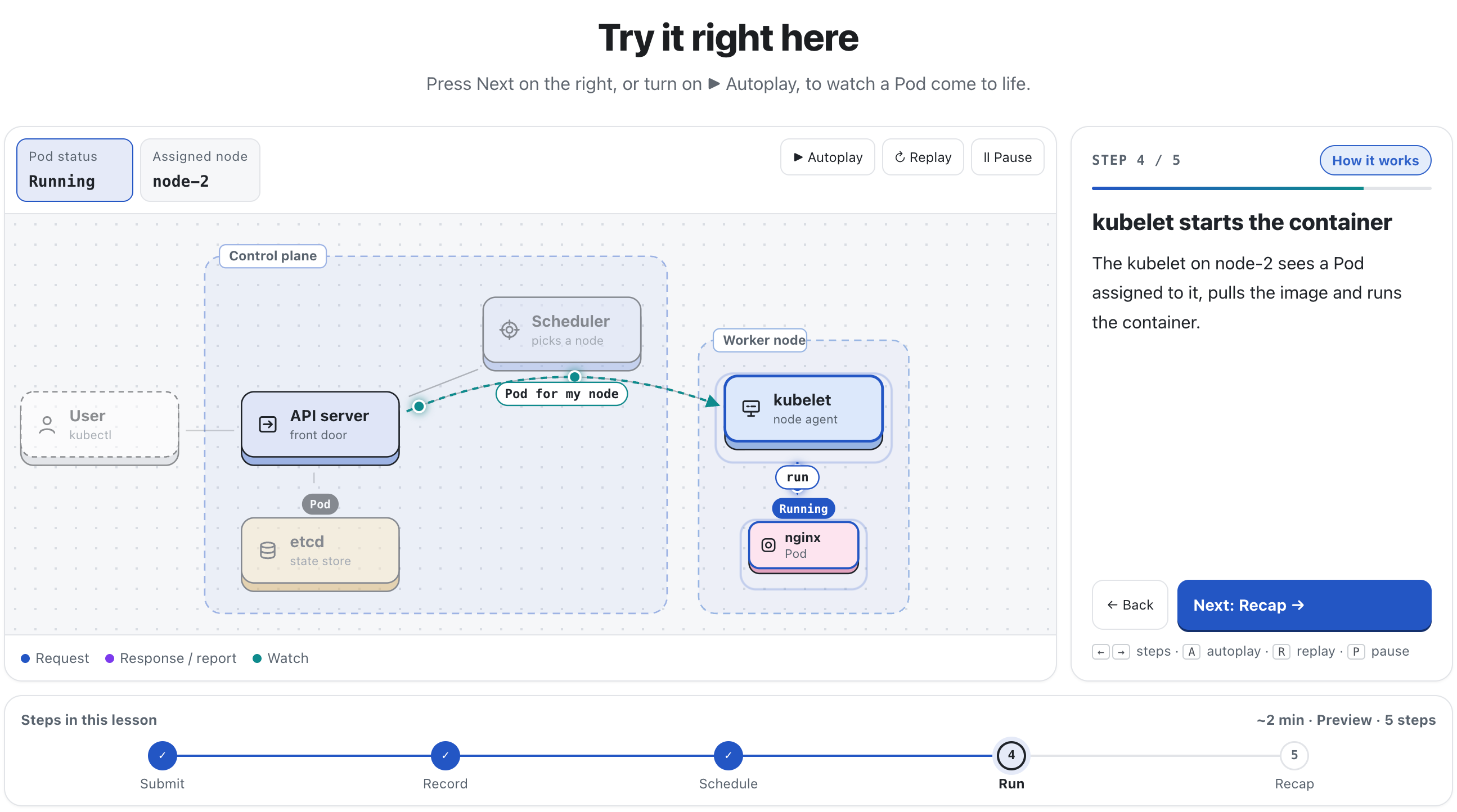 Try it right here
Press Next on the right, or turn on ▶ Autoplay, to watch a Pod come to life.
Pod status
Running
Assigned node
node-2
▶ Autoplay
↻ Replay
II Pause
Control plane
Scheduler
picks a node
Worker node
Pod for my node
kubelet
node agent
User
kubectl
API server
front door
run
Pod
Running
etcd
state store
nginx
Pod
Request
Response / report
Watch
STEP 4 / 5
How it works
kubelet starts the container
The kubelet on node-2 sees a Pod
assigned to it, pulls the image and runs
the container.
← Back
Next: Recap →
← → steps · A autoplay · R replay · P pause
Steps in this lesson
~2 min · Preview · 5 steps
✓
✓
✓
4
5
Submit
Record
Schedule
Run
Recap